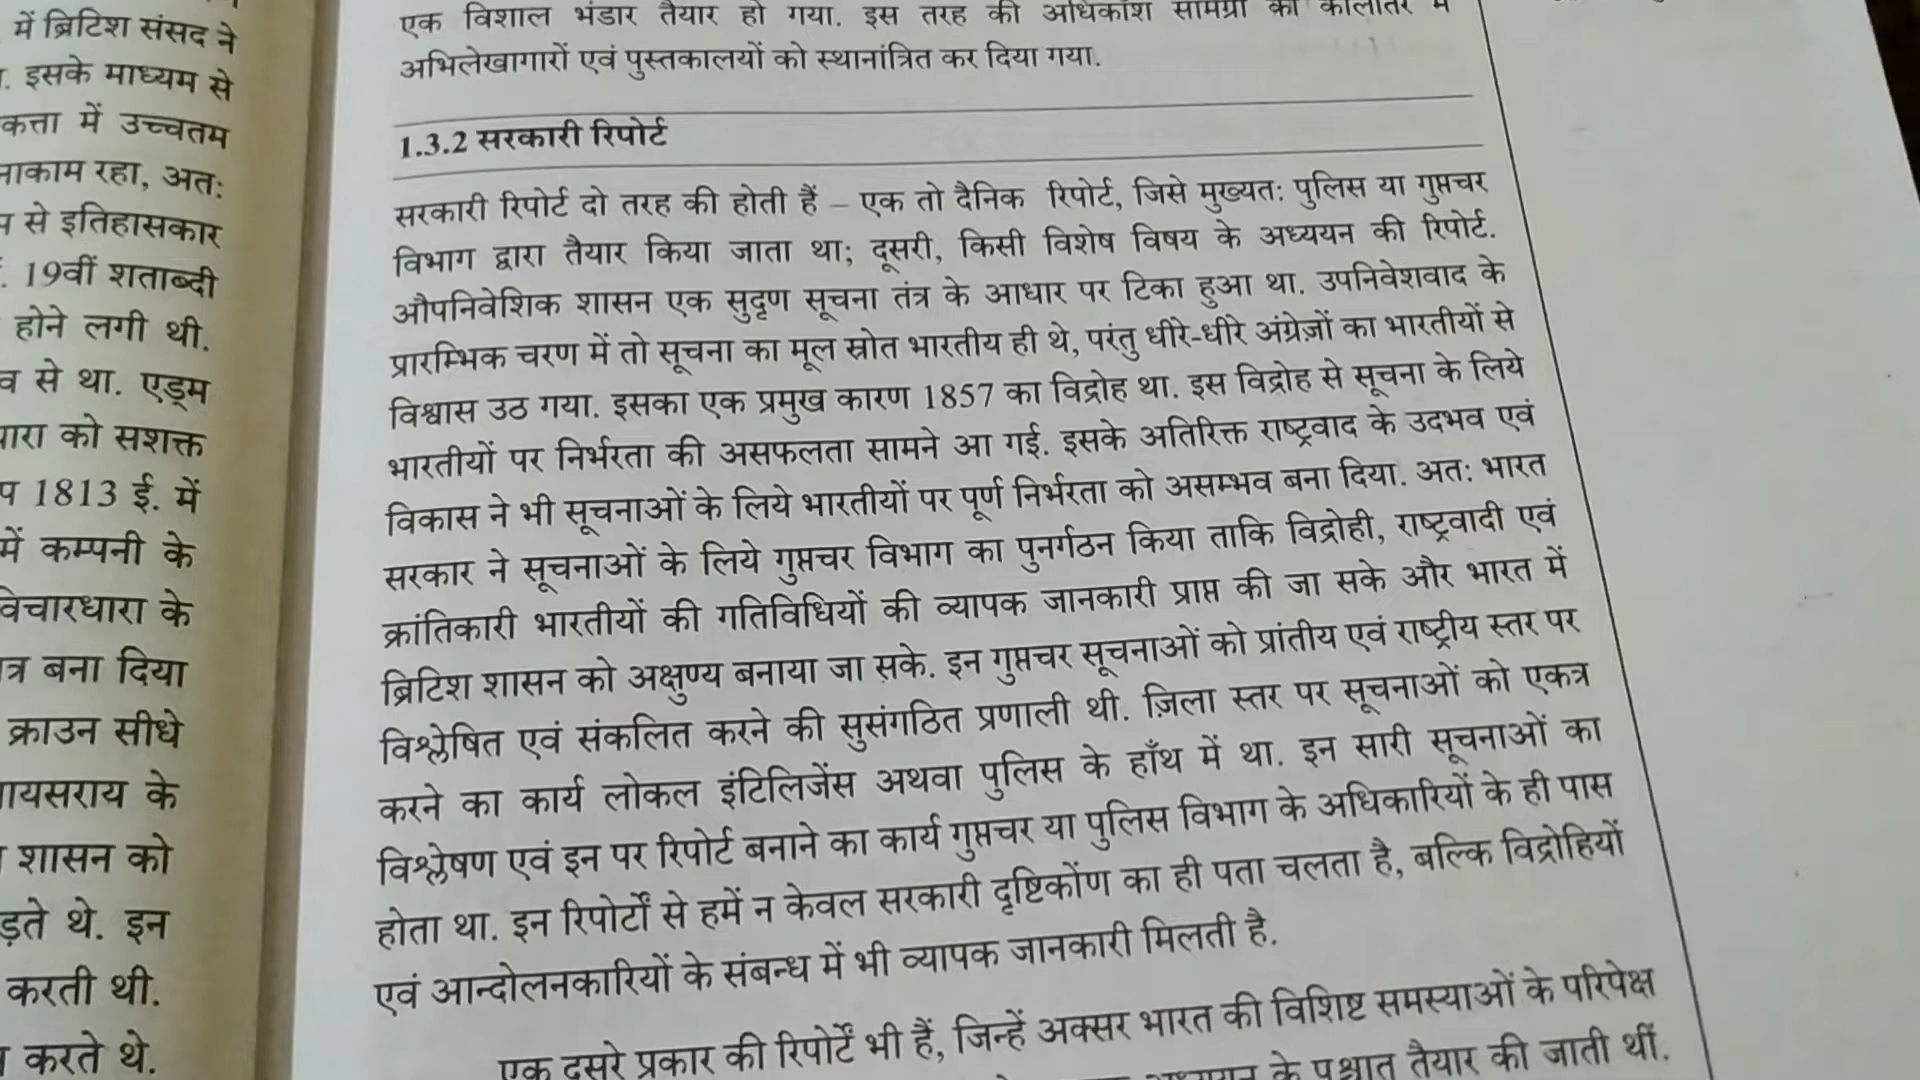 में ब्रिटिश संसद ने
. इसके माध्यम से
कत्ता में उच्चतम
नाकाम रहा, अतः
से इतिहासकार
. 19वीं शताब्दी
होने लगी थी.
व से था. एड्म
को सशक्त
1813 ई. में
में कम्पनी के
विचारधारा के
बना दिया
क्राउन सीधे
के
शासन को
इन
करती थी.
करते थे.
एक विशाल भंडार तैयार हो गया. इस तरह की अधिकाँश सामग्री को कालांतर में
अभिलेखागारों एवं पुस्तकालयों को स्थानांत्रित कर दिया गया.
1.3.2 सरकारी रिपोर्ट
सरकारी रिपोर्ट दो तरह की होती हैं – एक तो दैनिक रिपोर्ट, जिसे मुख्यतः पुलिस या गुप्तचर
विभाग द्वारा तैयार किया जाता था; दूसरी, किसी विशेष विषय के अध्ययन की रिपोर्ट.
औपनिवेशिक शासन एक सुदृण सूचना तंत्र के आधार पर टिका हुआ था. उपनिवेशवाद के
प्रारम्भिक चरण में तो सूचना का मूल स्रोत भारतीय ही थे, परंतु धीरे-धीरे अंग्रेज़ों का भारतीयों से
विश्वास उठ गया. इसका एक प्रमुख कारण 1857 का विद्रोह था. इस विद्रोह से सूचना के लिये
भारतीयों पर निर्भरता की असफलता सामने आ गई. इसके अतिरिक्त राष्ट्रवाद के उदभव एवं
विकास ने भी सूचनाओं के लिये भारतीयों पर पूर्ण निर्भरता को असम्भव बना दिया. अतः भारत
सरकार ने सूचनाओं के लिये गुप्तचर विभाग का पुनर्गठन किया ताकि विद्रोही, राष्ट्रवादी एवं
क्रांतिकारी भारतीयों की गतिविधियों की व्यापक जानकारी प्राप्त की जा सके और भारत में
ब्रिटिश शासन को अक्षुण्य बनाया जा सके. इन गुप्तचर सूचनाओं को प्रांतीय एवं राष्ट्रीय स्तर पर
विश्लेषित एवं संकलित करने की सुसंगठित प्रणाली थी. ज़िला स्तर पर सूचनाओं को एकत्र
करने का कार्य लोकल इंटिलिजेंस अथवा पुलिस के हाँथ में था. इन सारी सूचनाओं का
विश्लेषण एवं इन पर रिपोर्ट बनाने का कार्य गुप्तचर या पुलिस विभाग के अधिकारियों के ही पास
होता था. इन रिपोर्टों से हमें न केवल सरकारी दृष्टिकोंण का ही पता चलता है, बल्कि विद्रोहियों
एवं आन्दोलनकारियों के संबन्ध में भी व्यापक जानकारी मिलती है.
एक दूसरे प्रकार की रिपोर्टें भी हैं, जिन्हें अक्सर भारत की विशिष्ट समस्याओं के परिपेक्ष
अध्ययन के पश्चात तैयार की जाती थीं.